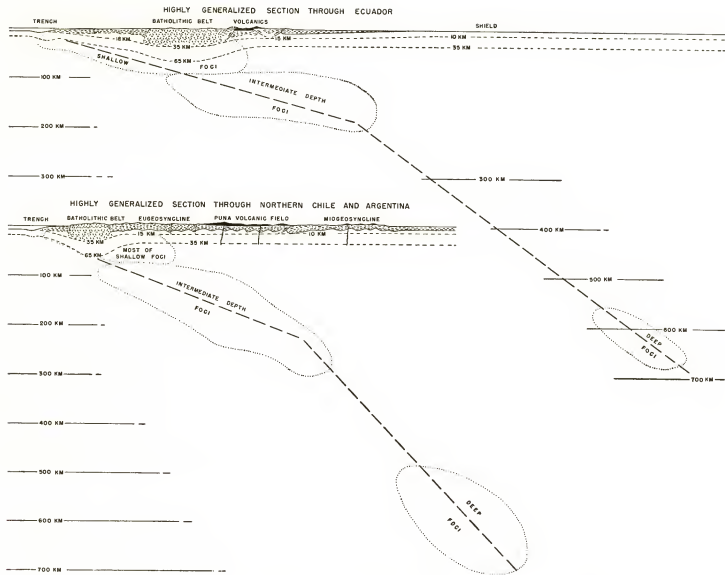 HIGHLY GENERALIZED SECTION THROUGH ECUADOR
TRENCH BATHOLITHIC BELT VOLCANICS SHIELD
15 KM 15 KM 10 KM
35 KM 35 KM
65 KM
SHALLOW FOCI
100 KM
INTERMEDIATE DEPTH
FOCI
200 KM
300 KM 300 KM
HIGHLY GENERALIZED SECTION THROUGH NORTHERN CHILE AND ARGENTINA
TRENCH BATHOLITHIC BELT EUGEOSYNCLINE PUNA VOLCANIC FIELD MIOGEOSYNCLINE
400 KM
15 KM 10 KM
35 KM 35 KM
65 KM
MOST OF
SHALLOW FOCI
100 KM
INTERMEDIATE DEPTH
FOCI
500 KM
200 KM
600 KM
DEEP
FOCI
300 KM
700 KM
400 KM
500 KM
DEEP
FOCI
600 KM
700 KM